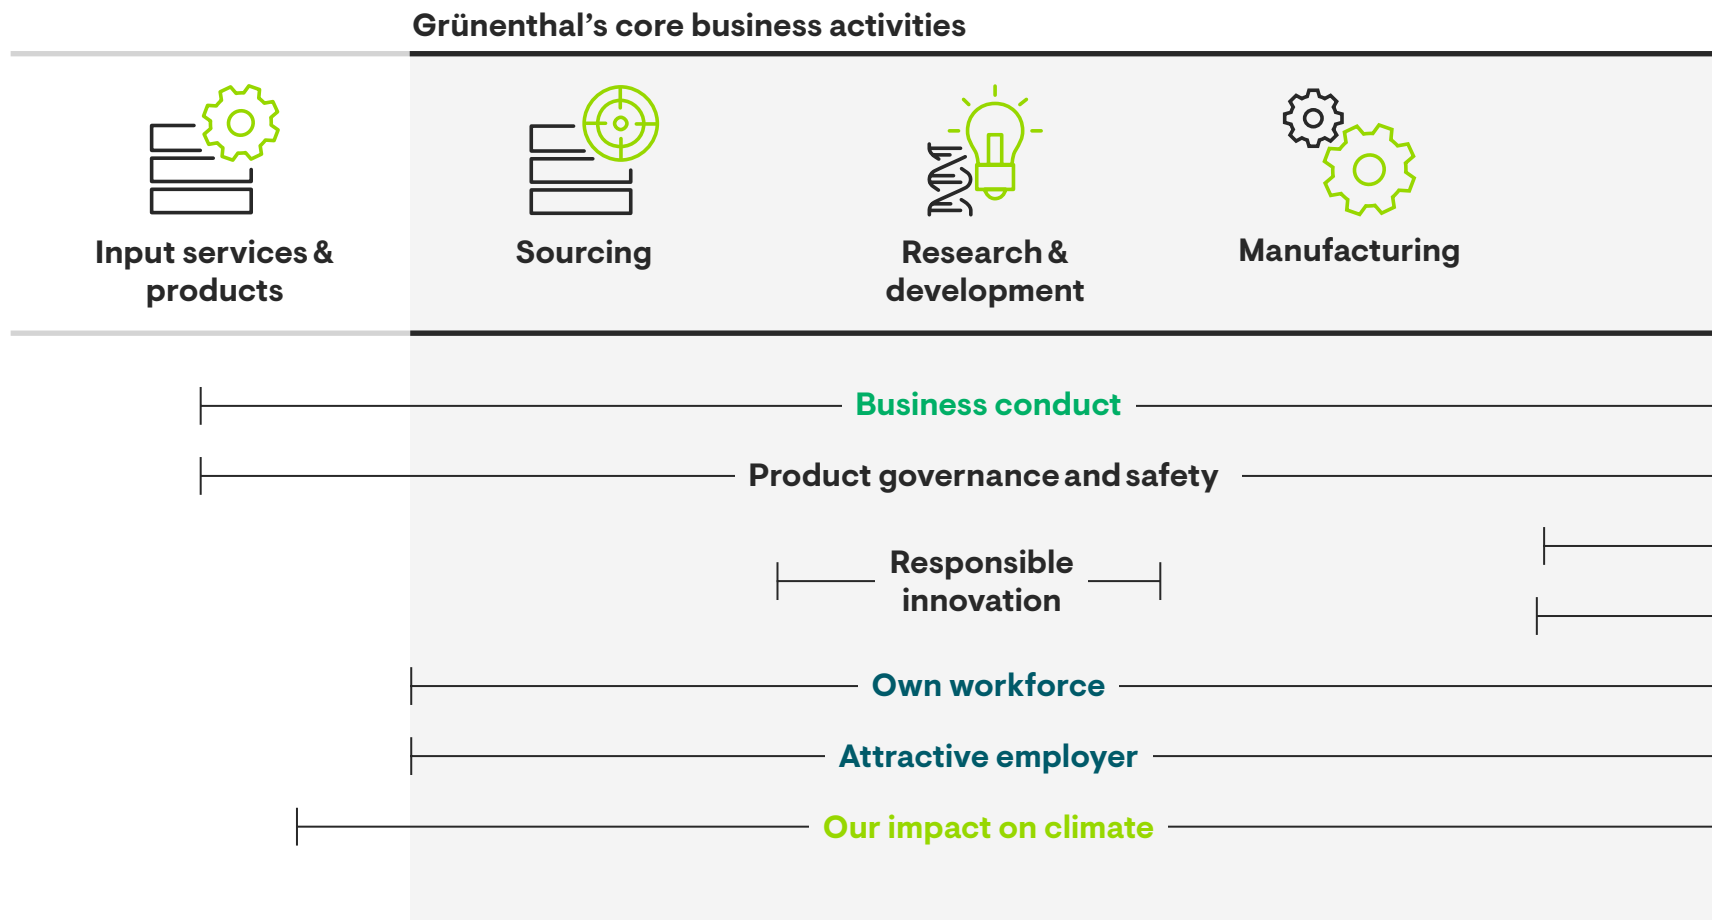 Grünenthal's core business activities
Input services &
products
Sourcing
Research &
development
Manufacturing
Business conduct
Product governance and safety
Responsible
innovation
Own workforce
Attractive employer
Our impact on climate